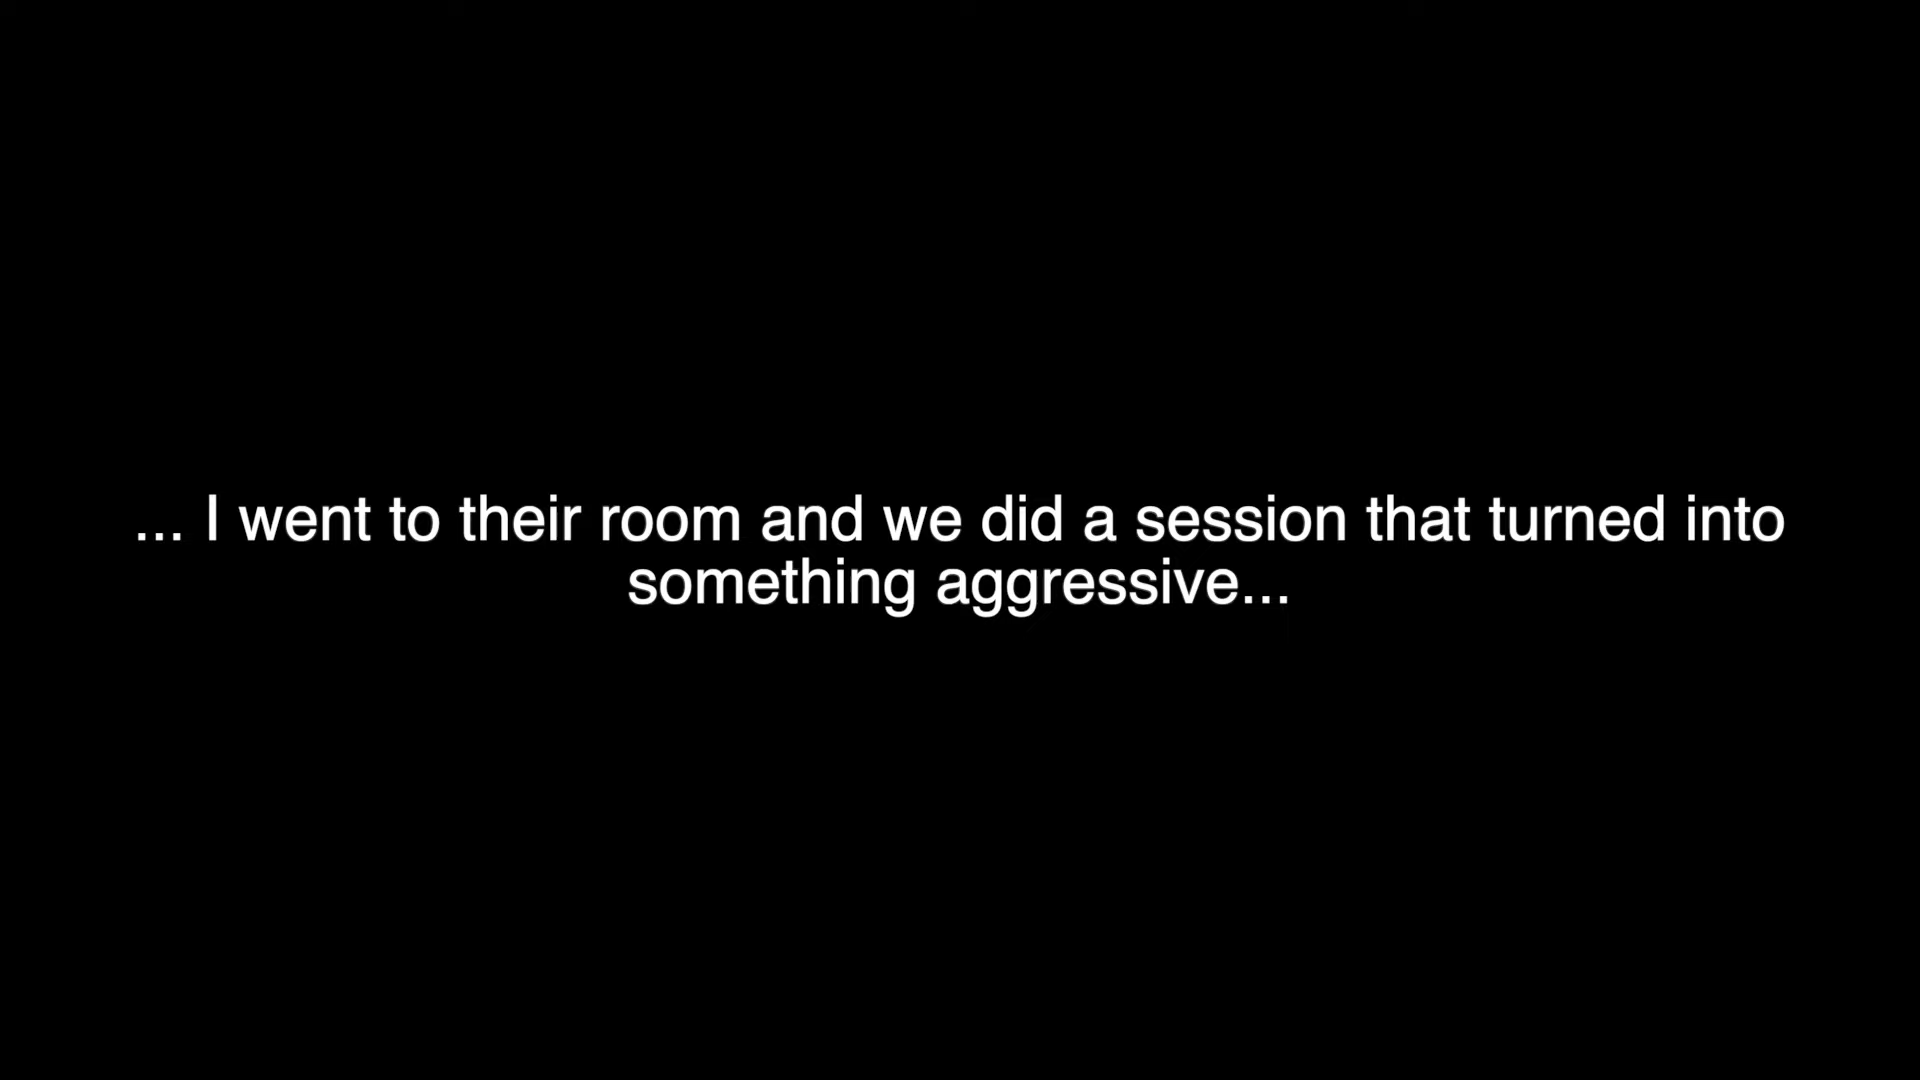 ... I went to their room and we did a session that turned into
something aggressive...